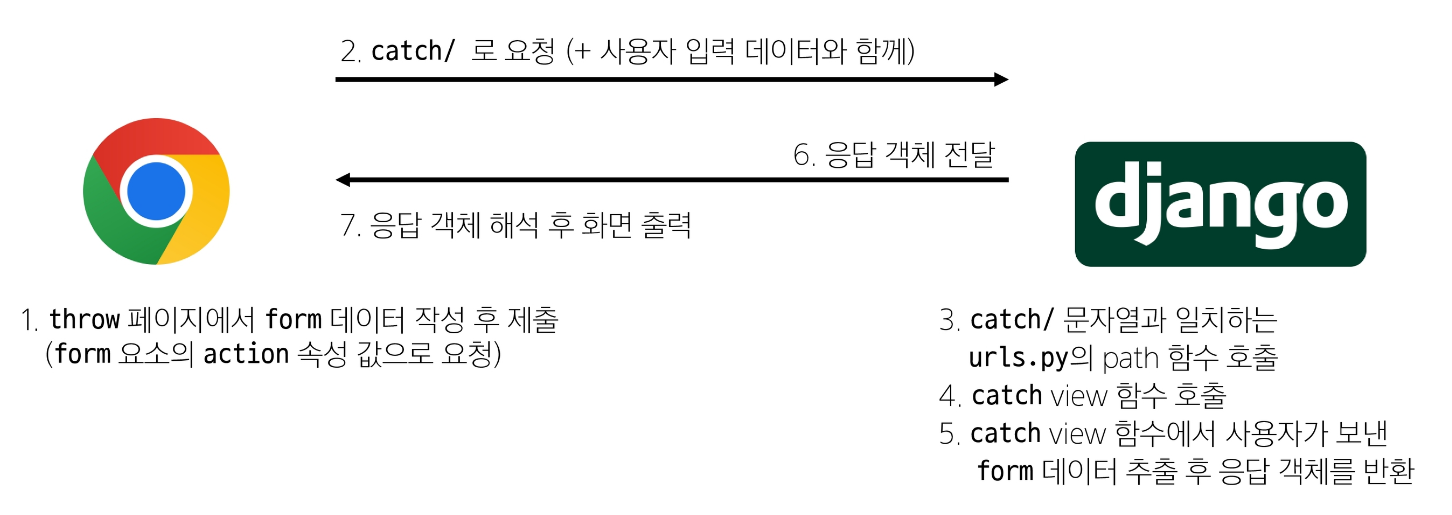 2. catch/ 로 요청 (+ 사용자 입력 데이터와 함께)
6. 응답 객체 전달
django
7. 응답 객체 해석 후 화면 출력
1. throw 페이지에서 form 데이터 작성 후 제출
(form 요소의 action 속성 값으로 요청)
3. catch/ 문자열과 일치하는
urls.py의 path 함수 호출
4. catch view 함수 호출
5. catch view 함수에서 사용자가 보낸
form 데이터 추출 후 응답 객체를 반환